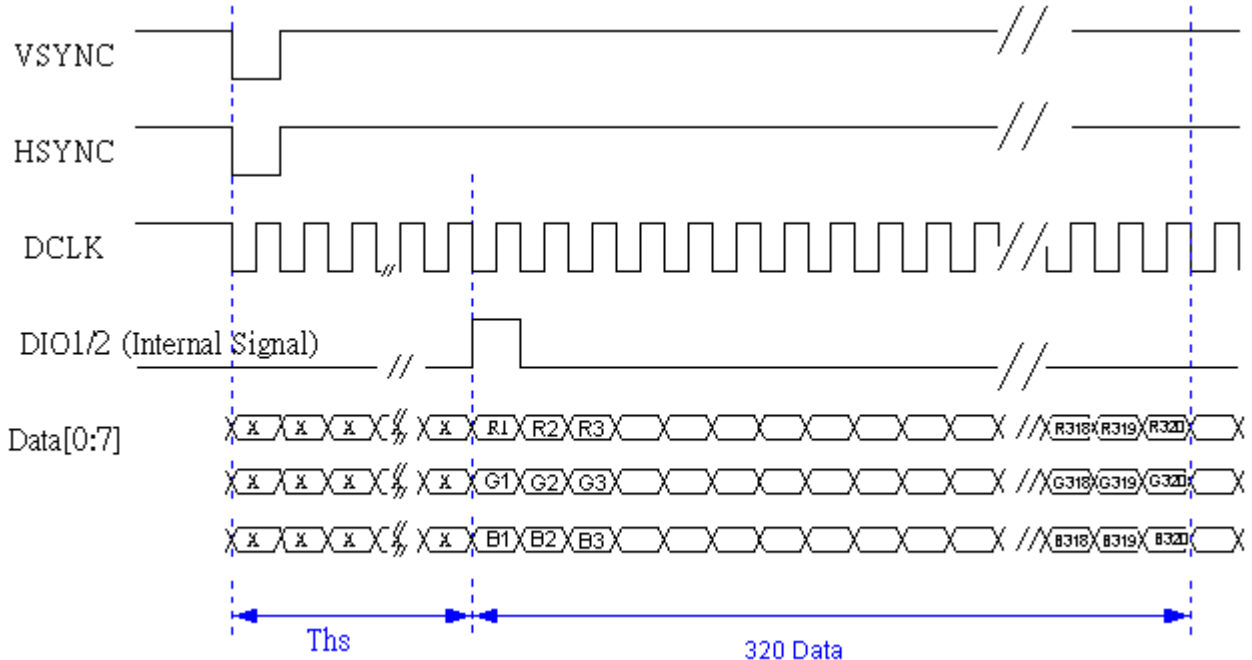 VSYNC
HSYNC
DCLK
DIO1/2 (Internal Signal)
Data[0:7]
X X X X X R1 R2 R3 R318 R319 R320
X X X X X G1 G2 G3 G318 G319 G320
X X X X X B1 B2 B3 B318 B319 B320
Ths
320 Data